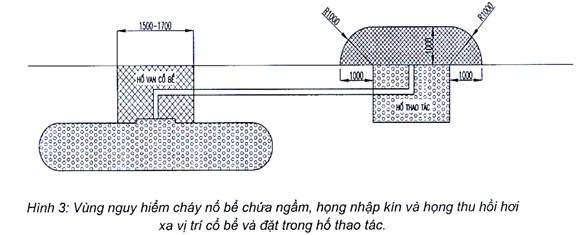 1500-1700
R1000
R1000
1000
1000
1000
HỐ VAN CỔ BỂ
HỐ THAO TÁC
Hình 3: Vùng nguy hiểm cháy nổ bể chứa ngầm, họng nhập kín và họng thu hồi hơi
xa vị trí cổ bể và đặt trong hố thao tác.